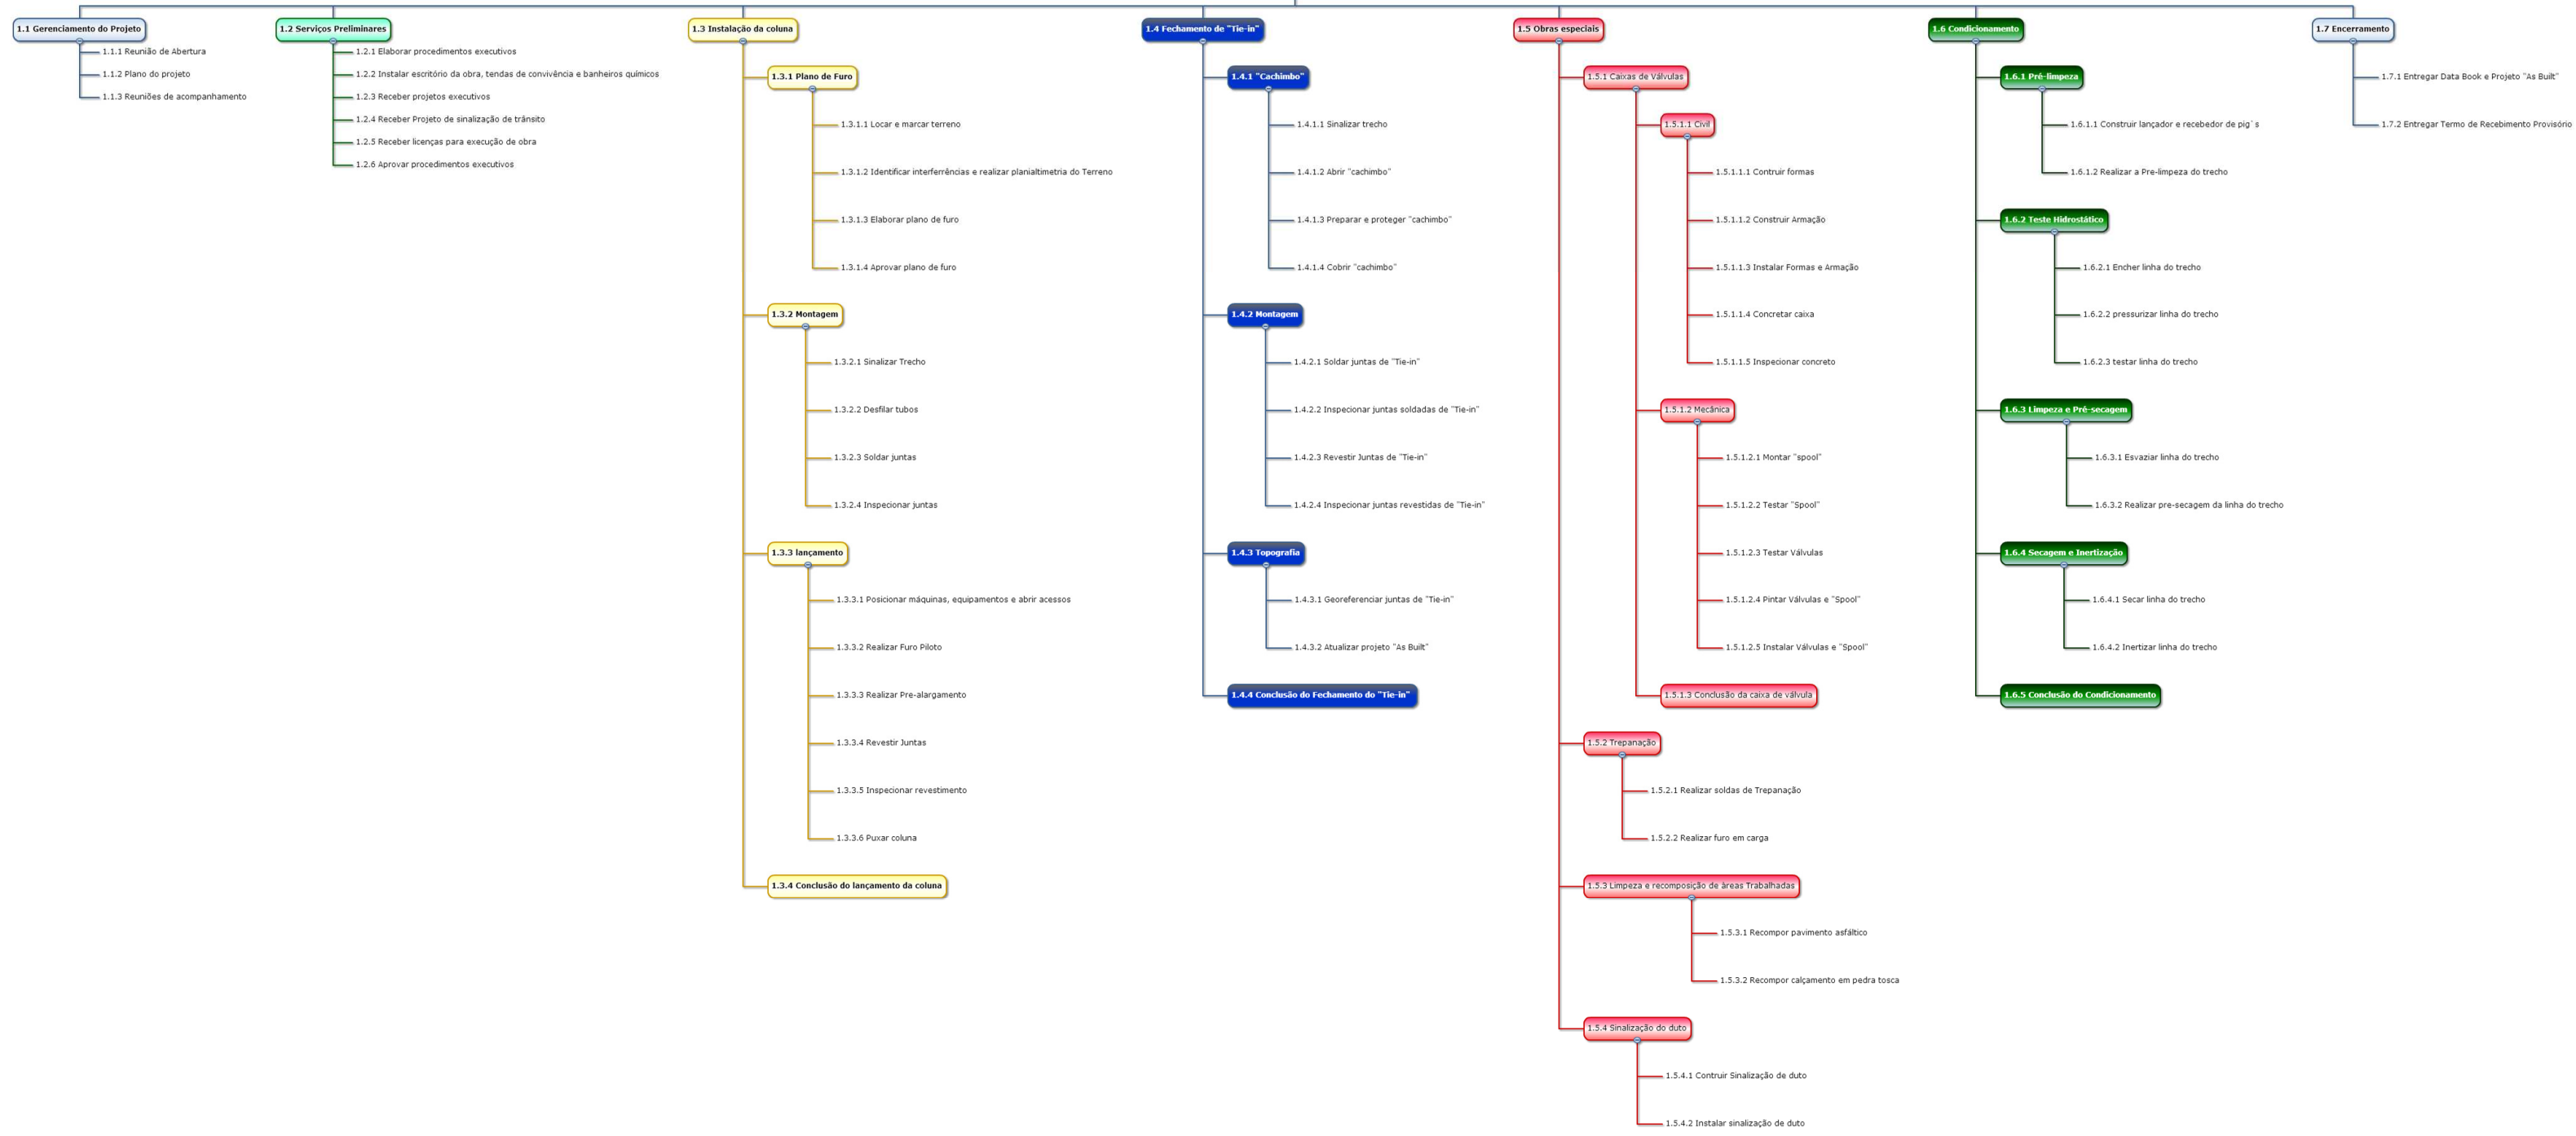 1.1 Gerenciamento do Projeto
1.1.1 Reunião de Abertura
1.1.2 Plano do projeto
1.1.3 Reuniões de acompanhamento
1.2 Serviços Preliminares
1.2.1 Elaborar procedimentos executivos
1.2.2 Instalar escritório da obra, tendas de convivência e banheiros químicos
1.2.3 Receber projetos executivos
1.2.4 Receber Projeto de sinalização de trânsito
1.2.5 Receber licenças para execução de obra
1.2.6 Aprovar procedimentos executivos
1.3 Instalação da coluna
1.3.1 Plano de Furo
1.3.1.1 Locar e marcar terreno
1.3.1.2 Identificar interferrências e realizar planialtimetria do Terreno
1.3.1.3 Elaborar plano de furo
1.3.1.4 Aprovar plano de furo
1.3.2 Montagem
1.3.2.1 Sinalizar Trecho
1.3.2.2 Desfilar tubos
1.3.2.3 Soldar juntas
1.3.2.4 Inspecionar juntas
1.3.3 lançamento
1.3.3.1 Posicionar máquinas, equipamentos e abrir acessos
1.3.3.2 Realizar Furo Piloto
1.3.3.3 Realizar Pre-alargamento
1.3.3.4 Revestir Juntas
1.3.3.5 Inspecionar revestimento
1.3.3.6 Puxar coluna
1.3.4 Conclusão do lançamento da coluna
1.4 Fechamento de "Tie-in"
1.4.1 "Cachimbo"
1.4.1.1 Sinalizar trecho
1.4.1.2 Abrir "cachimbo"
1.4.1.3 Preparar e proteger "cachimbo"
1.4.1.4 Cobrir "cachimbo"
1.4.2 Montagem
1.4.2.1 Soldar juntas de "Tie-in"
1.4.2.2 Inspecionar juntas soldadas de "Tie-in"
1.4.2.3 Revestir Juntas de "Tie-in"
1.4.2.4 Inspecionar juntas revestidas de "Tie-in"
1.4.3 Topografia
1.4.3.1 Georeferenciar juntas de "Tie-in"
1.4.3.2 Atualizar projeto "As Built"
1.4.4 Conclusão do Fechamento do "Tie-in"
1.5 Obras especiais
1.5.1 Caixas de Válvulas
1.5.1.1 Civil
1.5.1.1.1 Contruir formas
1.5.1.1.2 Construir Armação
1.5.1.1.3 Instalar Formas e Armação
1.5.1.1.4 Concretar caixa
1.5.1.1.5 Inspecionar concreto
1.5.1.2 Mecânica
1.5.1.2.1 Montar "spool"
1.5.1.2.2 Testar "Spool"
1.5.1.2.3 Testar Válvulas
1.5.1.2.4 Pintar Válvulas e "Spool"
1.5.1.2.5 Instalar Válvulas e "Spool"
1.5.1.3 Conclusão da caixa de válvula
1.5.2 Trepanação
1.5.2.1 Realizar soldas de Trepanação
1.5.2.2 Realizar furo em carga
1.5.3 Limpeza e recomposição de áreas Trabalhadas
1.5.3.1 Recompor pavimento asfáltico
1.5.3.2 Recompor calçamento em pedra tosca
1.5.4 Sinalização do duto
1.5.4.1 Contruir Sinalização de duto
1.5.4.2 Instalar sinalização de duto
1.6 Condicionamento
1.6.1 Pré-limpeza
1.6.1.1 Construir lançador e recebedor de pig`s
1.6.1.2 Realizar a Pre-limpeza do trecho
1.6.2 Teste Hidrostático
1.6.2.1 Encher linha do trecho
1.6.2.2 pressurizar linha do trecho
1.6.2.3 testar linha do trecho
1.6.3 Limpeza e Pré-secagem
1.6.3.1 Esvaziar linha do trecho
1.6.3.2 Realizar pre-secagem da linha do trecho
1.6.4 Secagem e Inertização
1.6.4.1 Secar linha do trecho
1.6.4.2 Inertizar linha do trecho
1.6.5 Conclusão do Condicionamento
1.7 Encerramento
1.7.1 Entregar Data Book e Projeto "As Built"
1.7.2 Entregar Termo de Recebimento Provisório